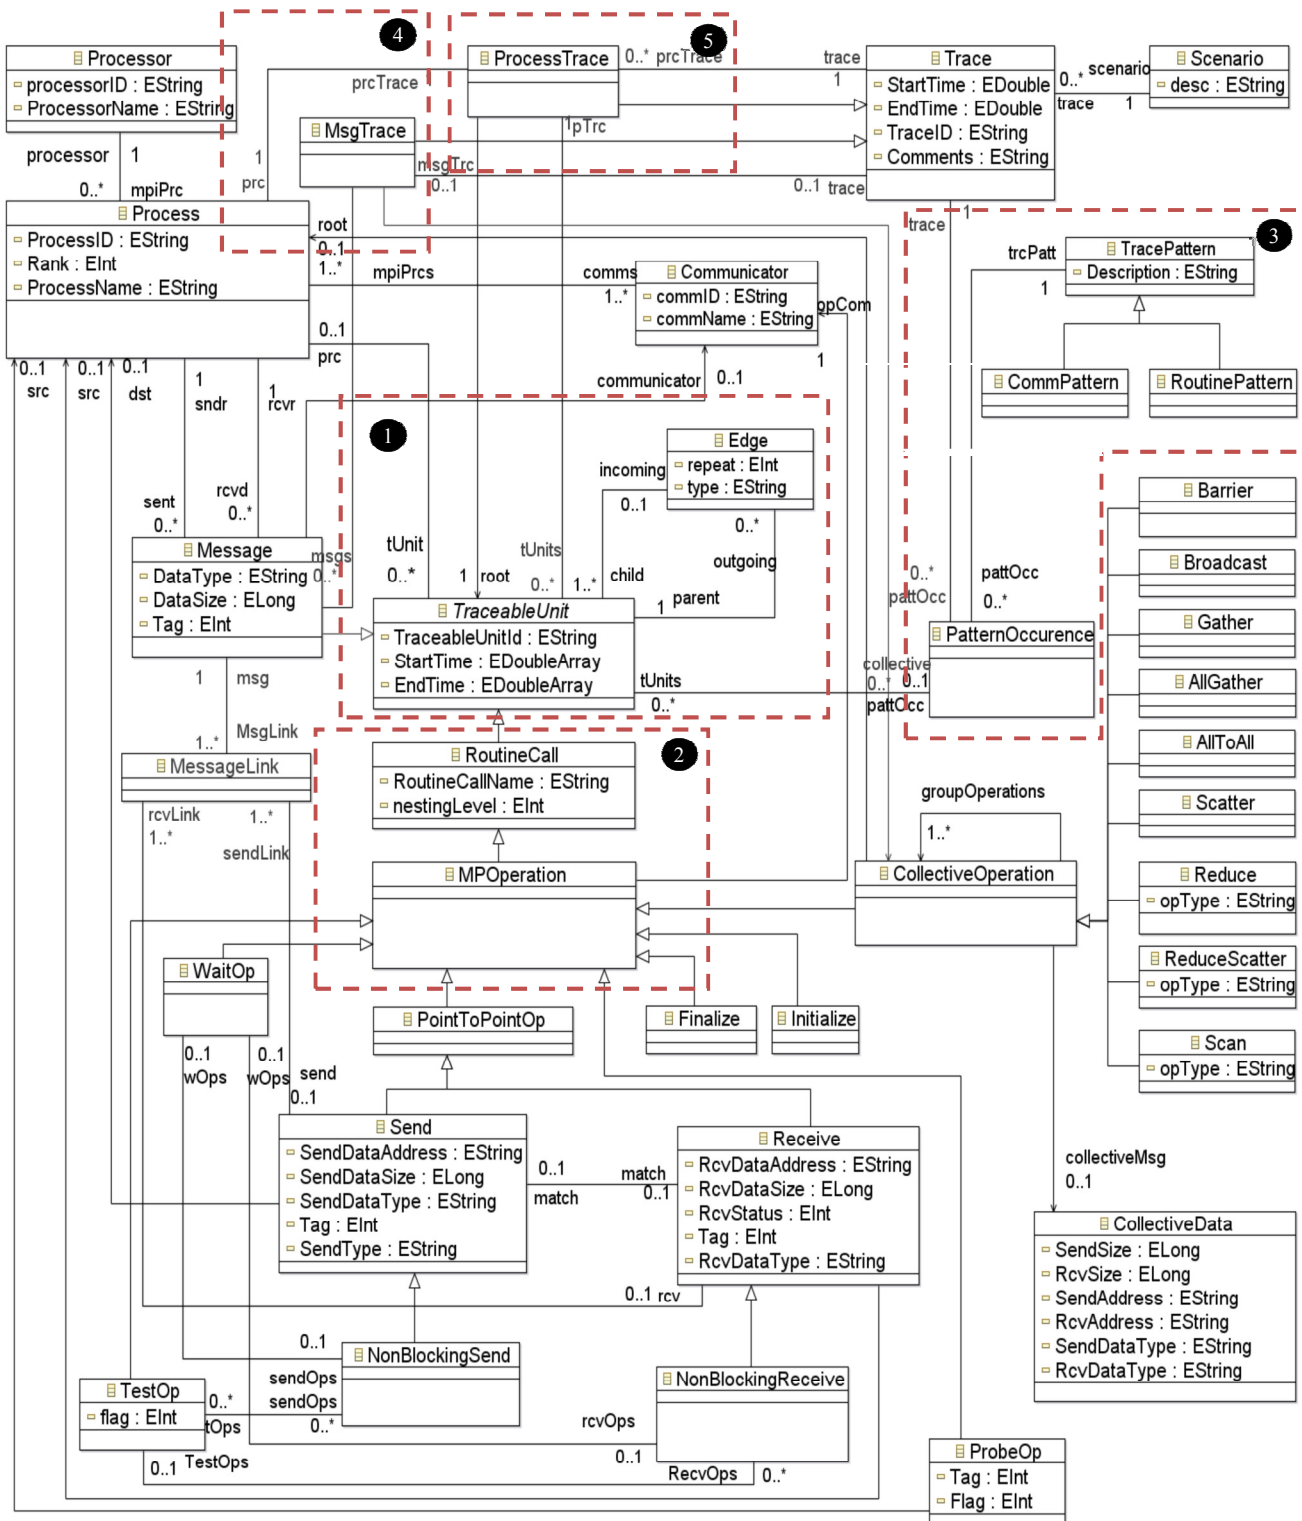 4
5
Processor
processorID : EString
ProcessorName : EString
ProcessTrace
0..* prcTrace
trace
1
Trace
StartTime : EDouble
EndTime : EDouble
TraceID : EString
Comments : EString
0..*
scenario
trace
1
Scenario
desc : EString
prcTrace
MsgTrace
1
pTrc
msgTrc
0..1
0..1
trace
processor
1
0..*
mpiPrc
1
prc
Process
ProcessID : EString
Rank : EInt
ProcessName : EString
root
0..1
1..*
mpiPrcs
comms
1..*
Communicator
commID : EString
commName : EString
opCom
1
trace
1
3
trcPatt
1
TracePattern
Description : EString
CommPattern
RoutinePattern
0..1
prc
communicator
0..1
0..1
src
0..1
src
0..1
dst
1
sndr
1
rcvr
1
Edge
repeat : EInt
type : EString
incoming
0..1
0..*
outgoing
sent
0..*
rcvd
0..*
Message
DataType : EString
DataSize : ELong
Tag : EInt
msgs
0..*
tUnit
0..*
1
root
tUnits
0..*
1..*
child
1
parent
TraceableUnit
TraceableUnitId : EString
StartTime : EDoubleArray
EndTime : EDoubleArray
tUnits
0..*
collective
0..*
0..1
pattOcc
0..*
pattOcc
pattOcc
0..*
PatternOccurence
Barrier
Broadcast
Gather
AllGather
AllToAll
Scatter
Reduce
opType : EString
ReduceScatter
opType : EString
Scan
opType : EString
1
msg
MsgLink
1..*
MessageLink
rcvLink
1..*
1..*
sendLink
2
RoutineCall
RoutineCallName : EString
nestingLevel : EInt
MPOperation
groupOperations
1..*
CollectiveOperation
WaitOp
PointToPointOp
Finalize
Initialize
0..1
wOps
0..1
wOps
send
0..1
Send
SendDataAddress : EString
SendDataSize : ELong
SendDataType : EString
Tag : EInt
SendType : EString
0..1
match
match
0..1
Receive
RcvDataAddress : EString
RcvDataSize : ELong
RcvStatus : EInt
Tag : EInt
RcvDataType : EString
collectiveMsg
0..1
CollectiveData
SendSize : ELong
RcvSize : ELong
SendAddress : EString
RcvAddress : EString
SendDataType : EString
RcvDataType : EString
0..1 rcv
0..1
NonBlockingSend
sendOps
sendOps
0..*
TestOp
flag : EInt
0..*
tOps
0..1
TestOps
NonBlockingReceive
rcvOps
0..1
RecvOps
0..*
ProbeOp
Tag : EInt
Flag : EInt